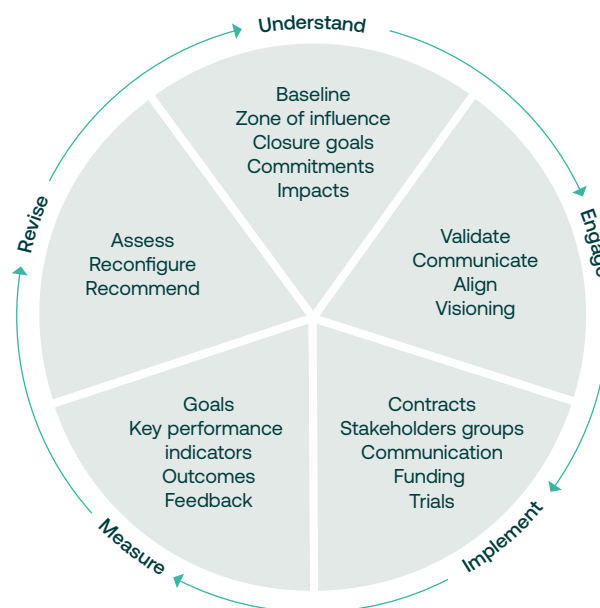 Understand
Baseline
Zone of influence
Closure goals
Commitments
Impacts
Engage
Validate
Communicate
Align
Visioning
Implement
Contracts
Stakeholders groups
Communication
Funding
Trials
Measure
Goals
Key performance
indicators
Outcomes
Feedback
Revise
Assess
Reconfigure
Recommend